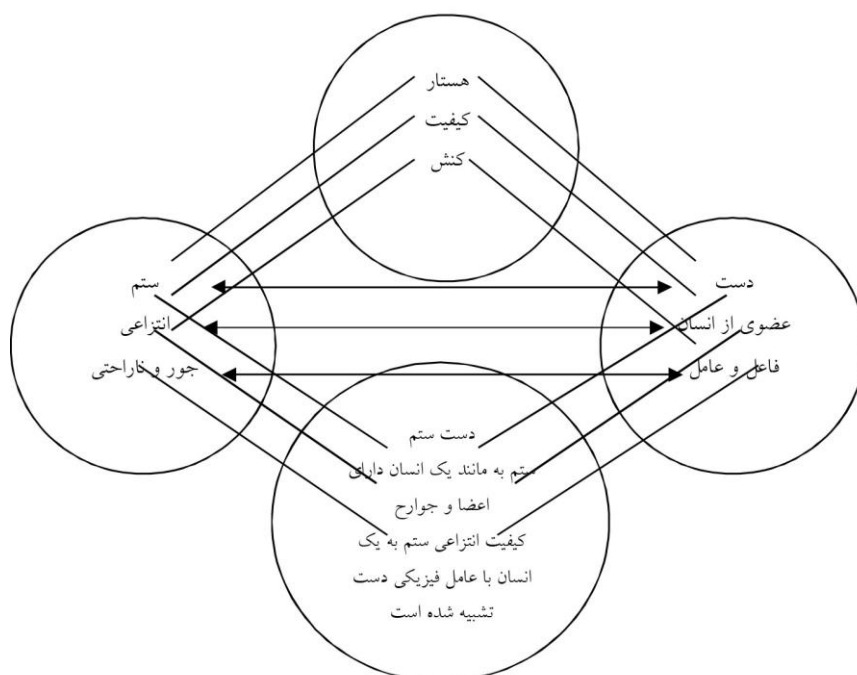 هستار
کیفیت
کنش
دست
عضوی از انسان
فاعل و عامل
ستم
انتزاعی
جور و ناراحتی
دست ستم
ستم به مانند یک انسان دارای
اعضا و جوارح
کیفیت انتزاعی ستم به یک
انسان با عامل فیزیکی دست
تشبیه شده است